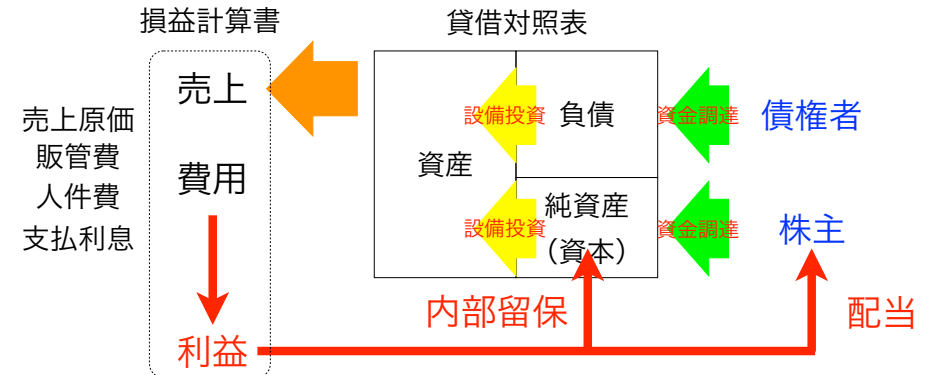 損益計算書
貸借対照表
売上
売上原価
販管費
人件費
支払利息
費用
利益
資産
設備投資
負債
資金調達
債権者
設備投資
純資産
（資本）
資金調達
株主
内部留保
配当